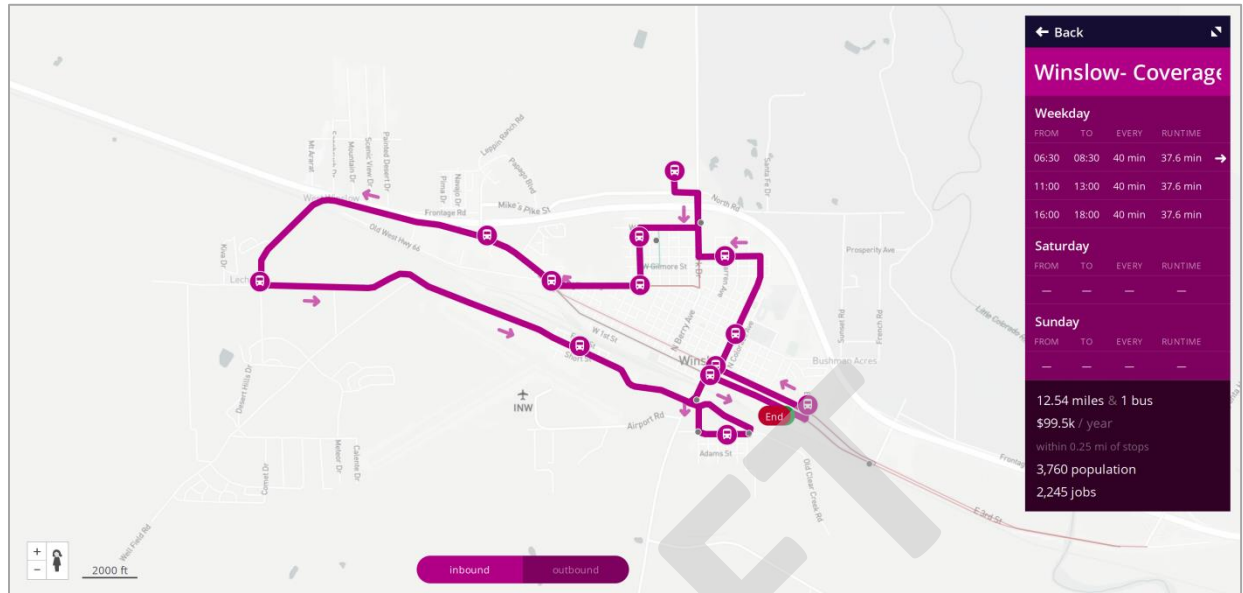 Back
Winslow- Coverage
Weekday
FROM TO EVERY RUNTIME
06:30 08:30 40 min 37.6 min
11:00 13:00 40 min 37.6 min
16:00 18:00 40 min 37.6 min
Saturday
FROM TO EVERY RUNTIME
— — — —
Sunday
FROM TO EVERY RUNTIME
— — — —
12.54 miles & 1 bus
$99.5k / year
within 0.25 mi of stops
3,760 population
2,245 jobs
Leppin Ranch Rd
Papago Blvd
Mt Ararat
Mountain Dr
Scenic View Dr
Painted Desert Dr
Pima Dr
Navajo Dr
Mike's Pike St
Frontage Rd
Old West Hwy 66
North Rd
Santa Fe Dr
Prosperity Ave
Kiva Dr
W Gilmore St
N Berry Ave
W 1st St
Sunset Rd
French Rd
Bushman Acres
INW
Airport Rd
End
Adams St
Desert Hills Dr
Comet Dr
Meteor Dr
Caliente Dr
Well Field Rd
Old Clear Creek Rd
E 3rd St
+
−
2000 ft
inbound outbound